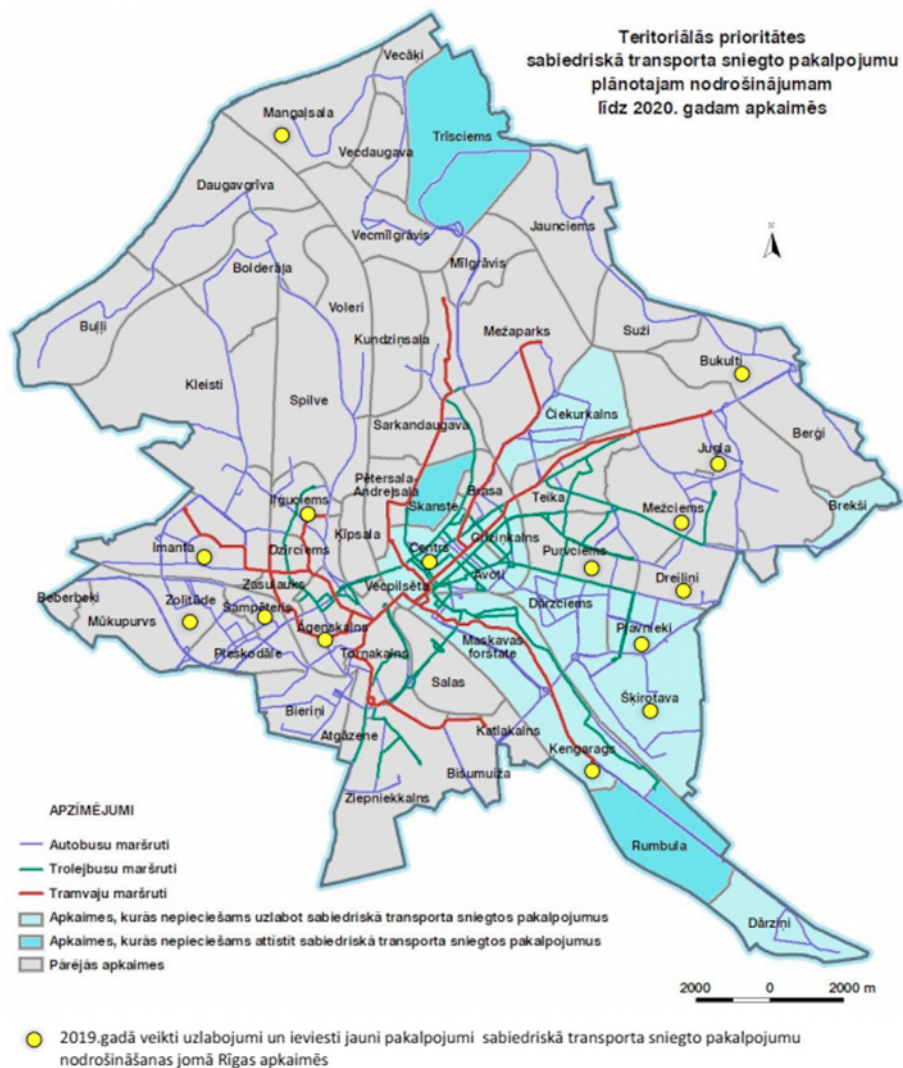 Teritoriālās prioritātes
sabiedriskā transporta sniegto pakalpojumu
plānotajam nodrošinājumam
līdz 2020. gadam apkaimēs
Vecāķi
Mangaļsala
Trīsciems
Vecdaugava
Daugavgrīva
Jaunciems
Vecmīlgrāvis
Mīlgrāvis
Bolderāja
Voleri
Buļļi
Kundziņsala
Mežaparks
Suži
Bukulti
Kleisti
Spilve
Čiekurkalns
Sarkandaugava
Berģi
Jugla
Pētersala-
Andrejsala
Brasa
Skanste
Teika
Mežciems
Brekši
Iļģuciems
Ķīpsala
Grīziņkalns
Imanta
Dzirciems
Centrs
Purvciems
Avoti
Dreiliņi
Zasulauks
Vecpilsēta
Beberbeķi
Zolitūde
Sampēteris
Dārzciems
Mūkupurvs
Āgenskalns
Pļavnieki
Pleskodāle
Torņakalns
Maskavas
forštate
Salas
Šķirotava
Bieriņi
Atgāzene
Katlakalns
Ķengarags
Bišumuiža
Ziepniekkalns
Rumbula
Dārziņi
APZĪMĒJUMI
Autobusu maršruti
Trolejbusu maršruti
Tramvaju maršruti
Apkaimes, kurās nepieciešams uzlabot sabiedriskā transporta sniegtos pakalpojumus
Apkaimes, kurās nepieciešams attīstīt sabiedriskā transporta sniegtos pakalpojumus
Pārējās apkaimes
2000 0 2000 m
2019.gadā veikti uzlabojumi un ieviesti jauni pakalpojumi sabiedriskā transporta sniegto pakalpojumu
nodrošināšanas jomā Rīgas apkaimēs